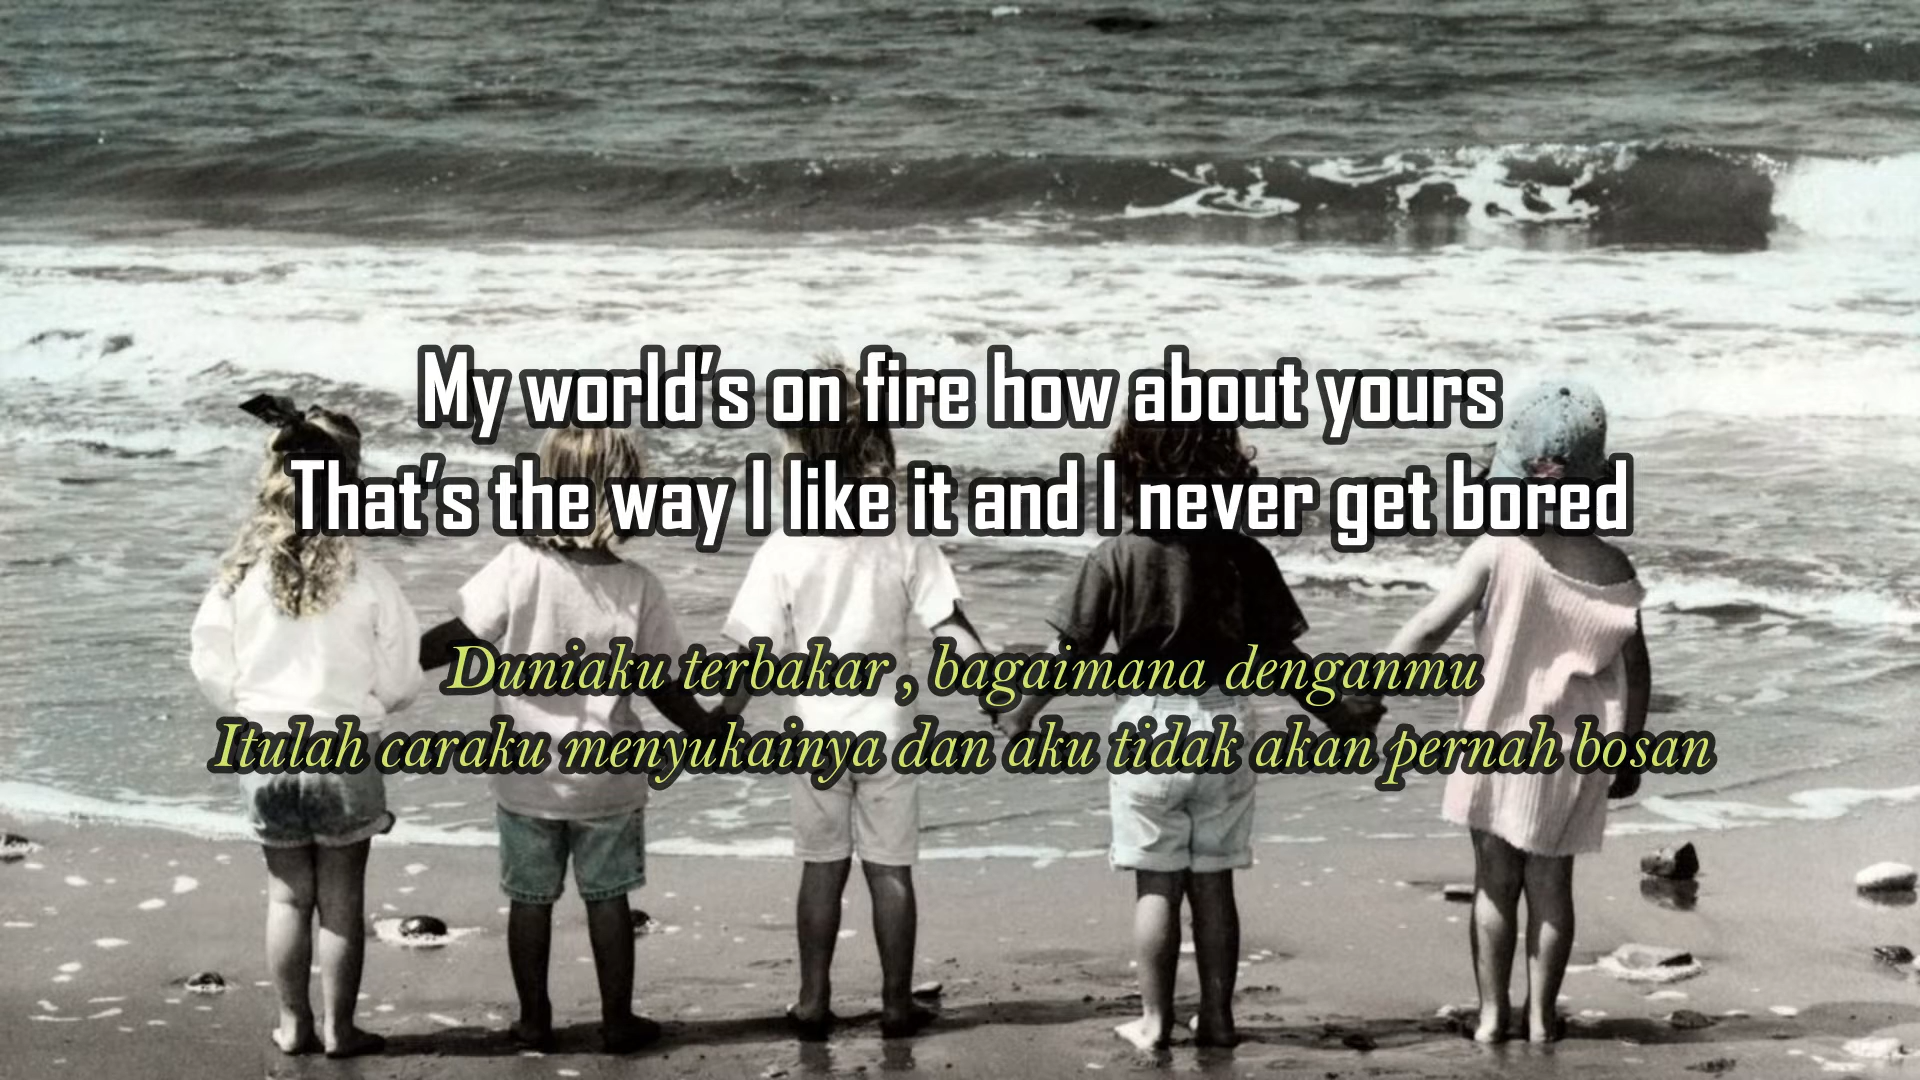 My world's on fire how about yours
That's the way I like it and I never get bored
Duniaku terbakar , bagaimana denganmu
Itulah caraku menyukainya dan aku tidak akan pernah bosan